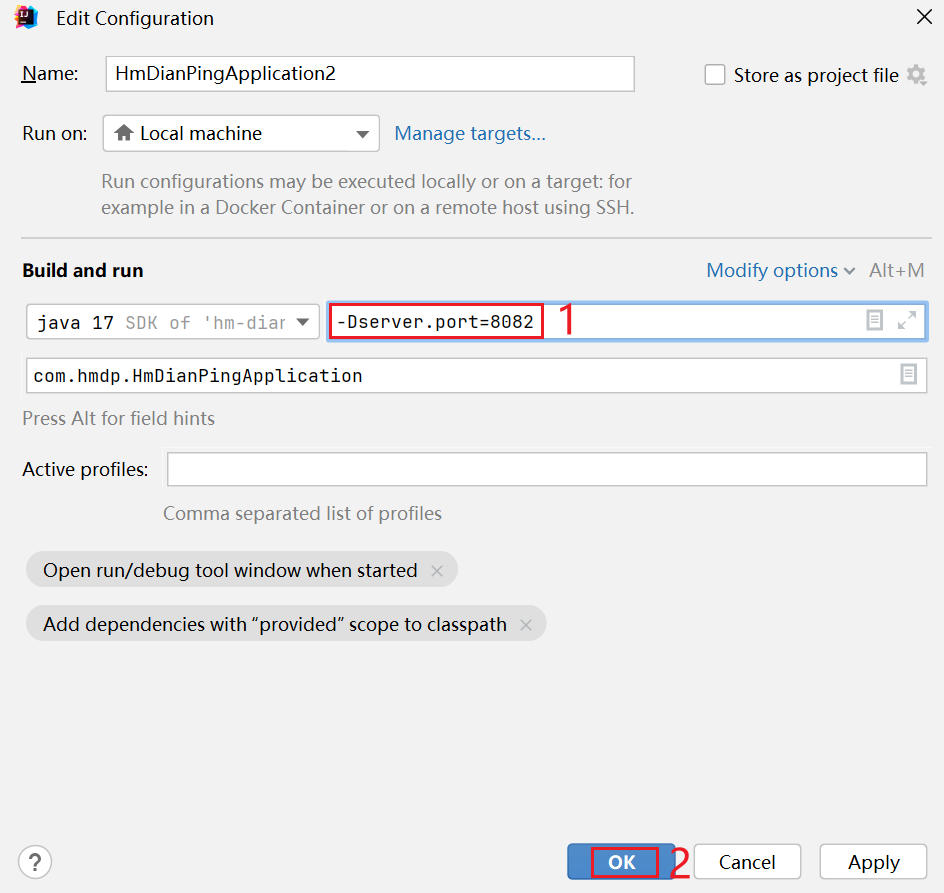 Edit Configuration
Name: HmDianPingApplication2 Store as project file
Run on: Local machine Manage targets...
Run configurations may be executed locally or on a target: for
example in a Docker Container or on a remote host using SSH.
Build and run Modify options Alt+M
java 17 SDK of 'hm-diar -Dserver.port=8082 1
com.hmdp.HmDianPingApplication
Press Alt for field hints
Active profiles:
Comma separated list of profiles
Open run/debug tool window when started
Add dependencies with “provided” scope to classpath
? OK 2 Cancel Apply